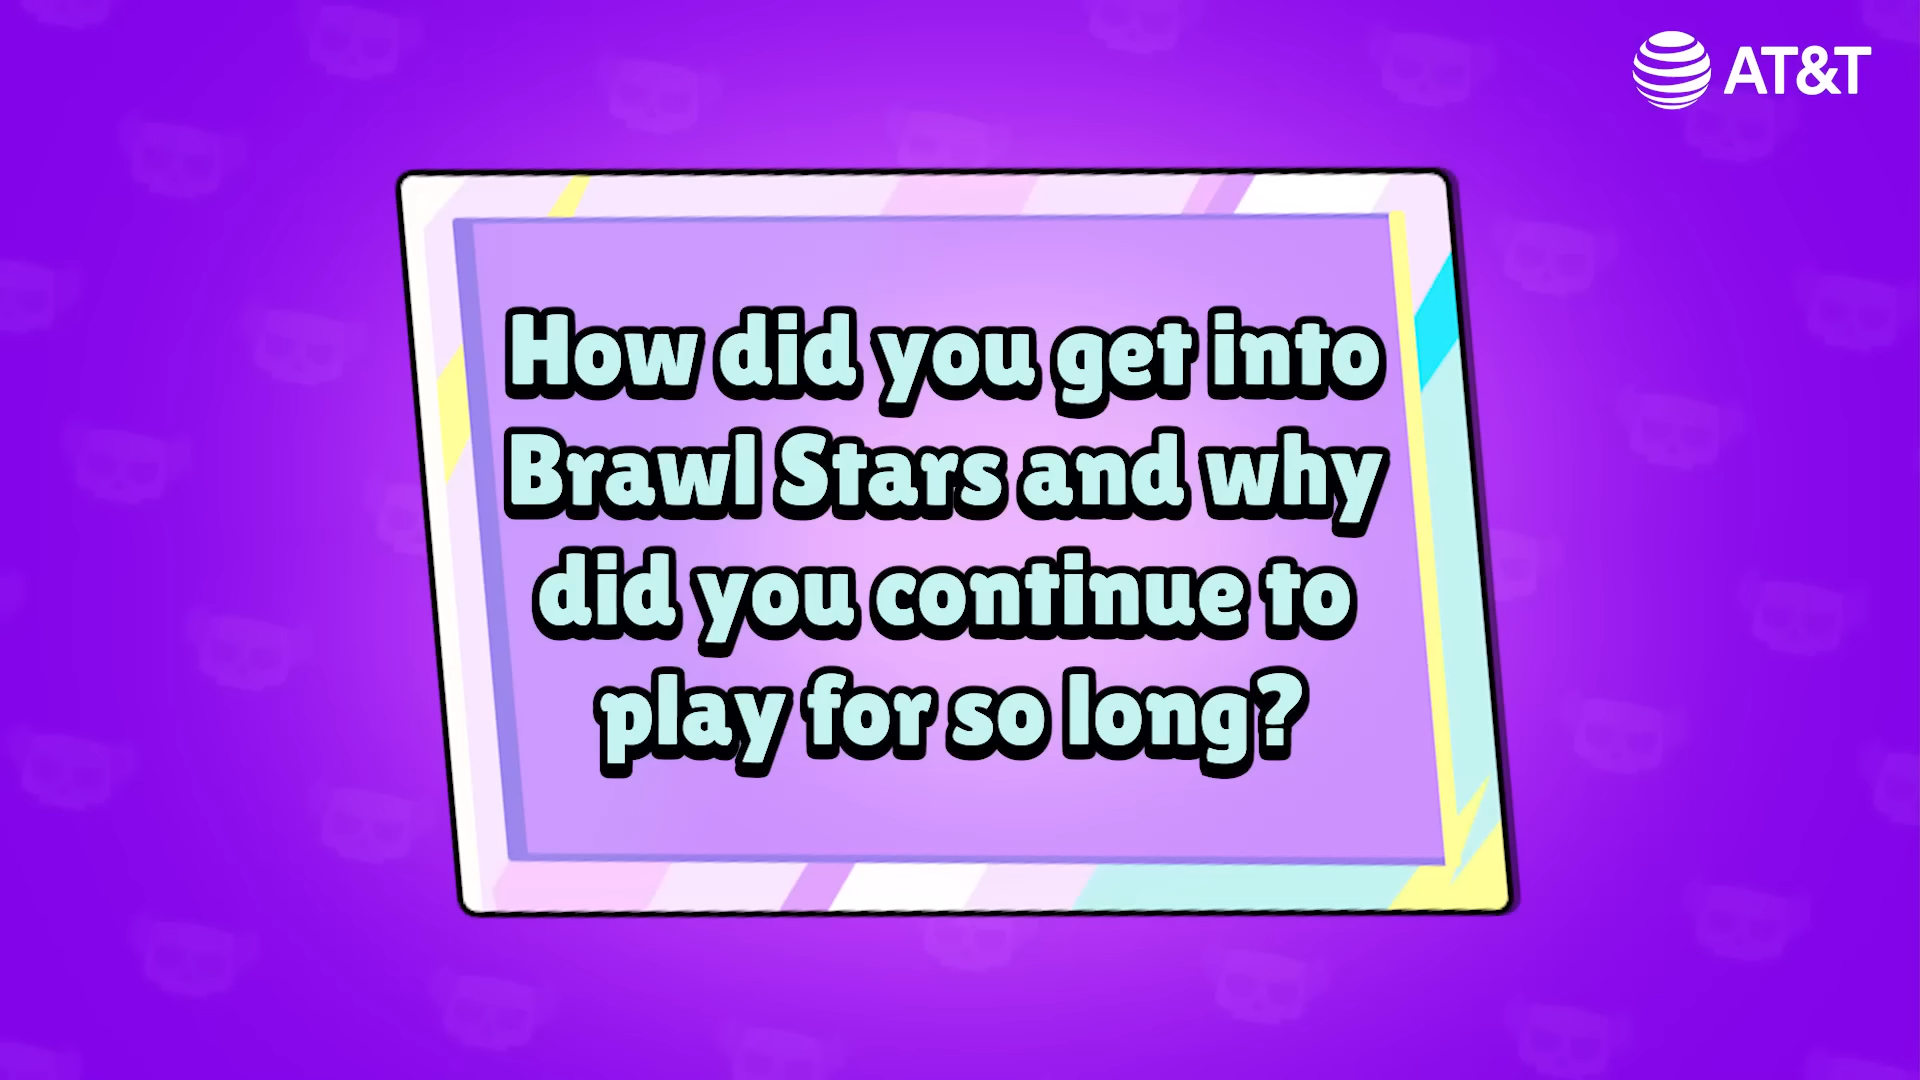 AT&T
How did you get into
Brawl Stars and why
did you continue to
play for so long?